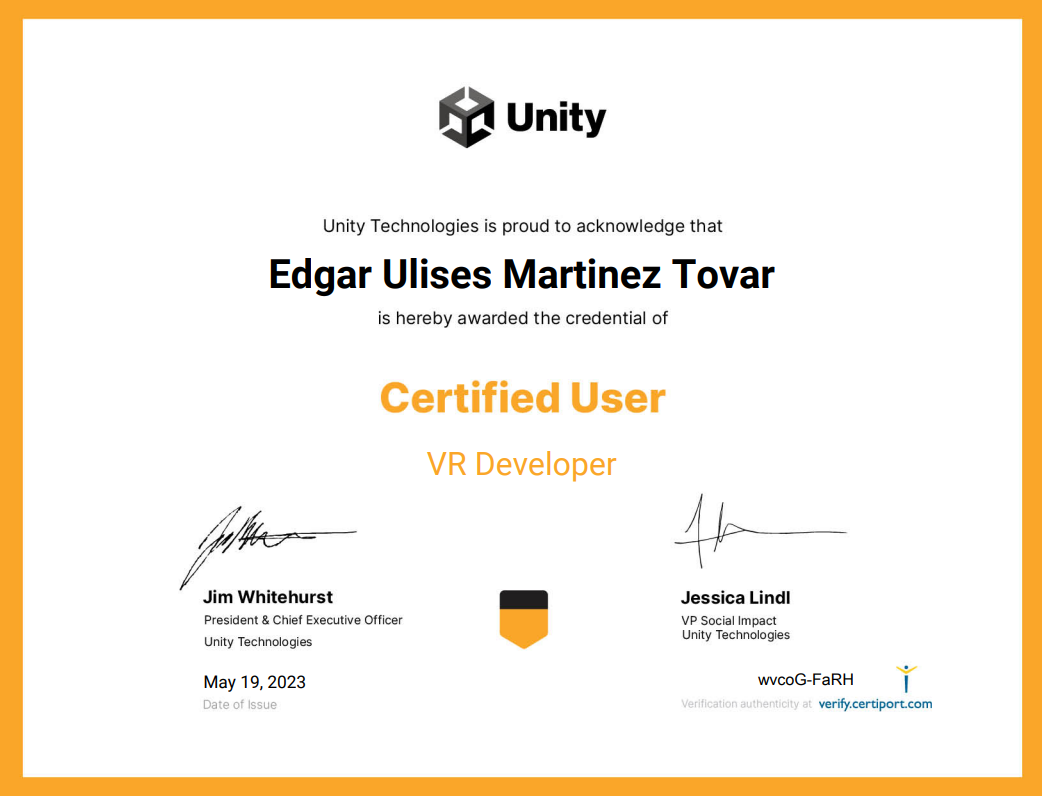 Unity
Unity Technologies is proud to acknowledge that
Edgar Ulises Martinez Tovar
is hereby awarded the credential of
Certified User
VR Developer
Jim Whitehurst
President & Chief Executive Officer
Unity Technologies
May 19, 2023
Date of Issue
Jessica Lindl
VP Social Impact
Unity Technologies
wvcoG-FaRH
Verification authenticity at verify.certiport.com